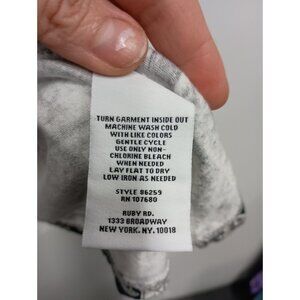 TURN GARMENT INSIDE OUT
MACHINE WASH COLD
WITH LIKE COLORS
GENTLE CYCLE
USE ONLY NON-
CHLORINE BLEACH
WHEN NEEDED
LAY FLAT TO DRY
LOW IRON AS NEEDED
STYLE 86259
RN 107680
RUBY RD.
1333 BROADWAY
NEW YORK, NY. 10018